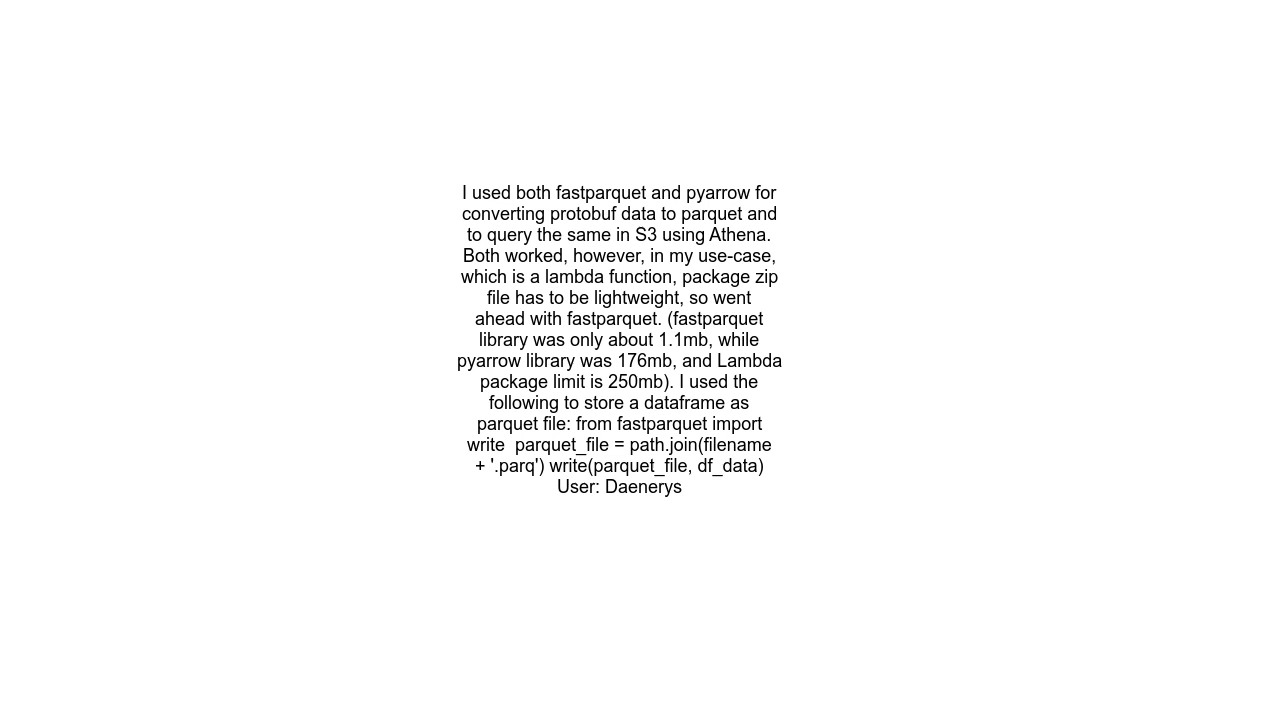 I used both fastparquet and pyarrow for
converting protobuf data to parquet and
to query the same in S3 using Athena.
Both worked, however, in my use-case,
which is a lambda function, package zip
file has to be lightweight, so went
ahead with fastparquet. (fastparquet
library was only about 1.1mb, while
pyarrow library was 176mb, and Lambda
package limit is 250mb). I used the
following to store a dataframe as
parquet file: from fastparquet import
write  parquet_file = path.join(filename
+ '.parq') write(parquet_file, df_data)
User: Daenerys